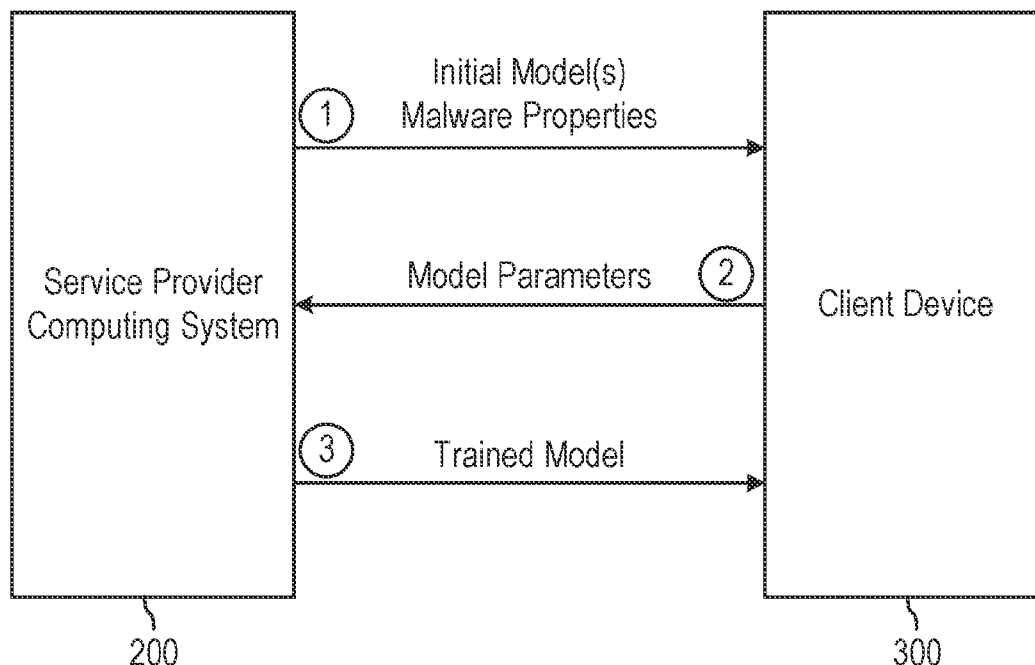 Initial Model(s)
1
Malware Properties
Model Parameters
2
Service Provider
Computing System
Client Device
3
Trained Model
200
300